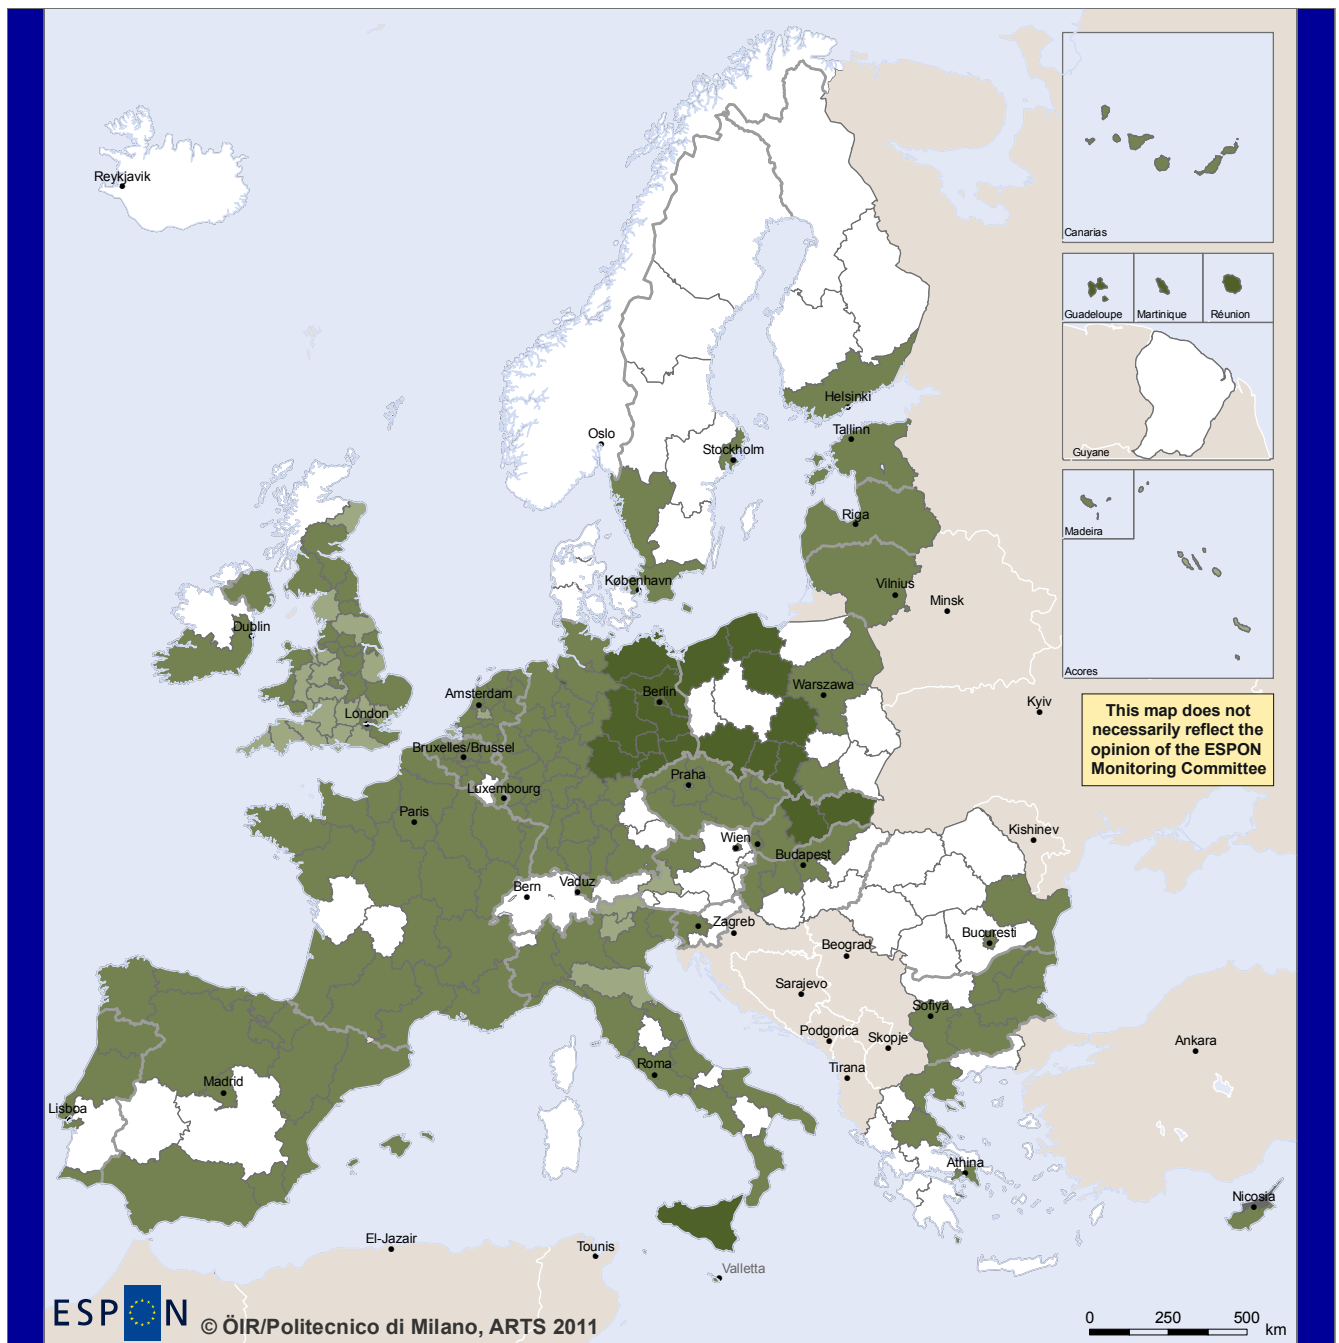 Reykjavik
Canarias
Guadeloupe
Martinique
Réunion
Guyane
Madeira
Acores
Oslo
Stockholm
Helsinki
Tallinn
Riga
København
Vilnius
Minsk
Dublin
London
Amsterdam
Berlin
Warszawa
Kyiv
This map does not
necessarily reflect the
opinion of the ESPON
Monitoring Committee
Bruxelles/Brussel
Luxembourg
Praha
Paris
Wien
Kishinev
Budapest
Bern
Vaduz
Zagreb
Bucuresti
Beograd
Sarajevo
Sofiya
Podgorica
Skopje
Tirana
Ankara
Roma
Madrid
Lisboa
Athina
Nicosia
El-Jazair
Tounis
Valletta
ESPON
© ÖIR/Politecnico di Milano, ARTS 2011
0 250 500
km